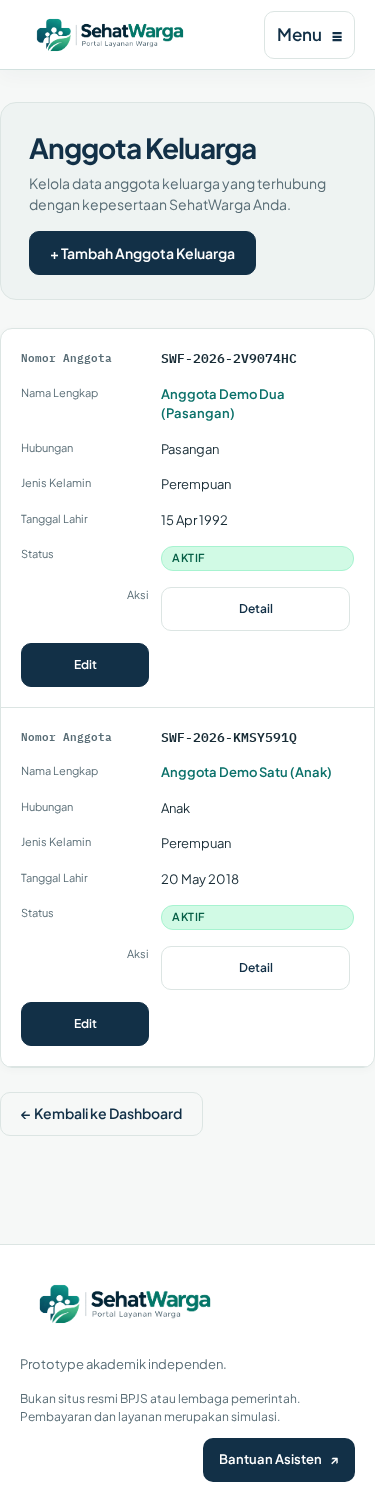 SehatWarga
Portal Layanan Warga
Menu ≡
Anggota Keluarga
Kelola data anggota keluarga yang terhubung
dengan kepesertaan SehatWarga Anda.
+ Tambah Anggota Keluarga
Nomor Anggota SWF-2026-2V9074HC
Nama Lengkap Anggota Demo Dua
(Pasangan)
Hubungan Pasangan
Jenis Kelamin Perempuan
Tanggal Lahir 15 Apr 1992
Status AKTIF
Aksi Detail
Edit
Nomor Anggota SWF-2026-KMSY591Q
Nama Lengkap Anggota Demo Satu (Anak)
Hubungan Anak
Jenis Kelamin Perempuan
Tanggal Lahir 20 May 2018
Status AKTIF
Aksi Detail
Edit
← Kembali ke Dashboard
SehatWarga
Portal Layanan Warga
Prototype akademik independen.
Bukan situs resmi BPJS atau lembaga pemerintah.
Pembayaran dan layanan merupakan simulasi.
Bantuan Asisten ↗